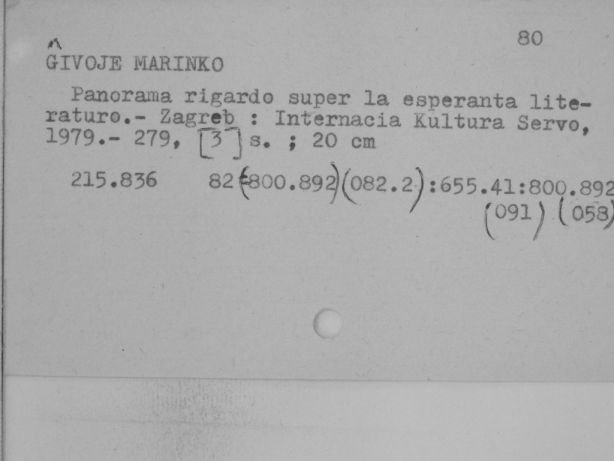 80
ĜIVOJE MARINKO
Panorama rigardo super la esperanta lite-
raturo.- Zagreb : Internacia Kultura Servo,
1979.- 279, [3] s. ; 20 cm
215.836 82(=800.892)(082.2):655.41:800.892
(091) (058)